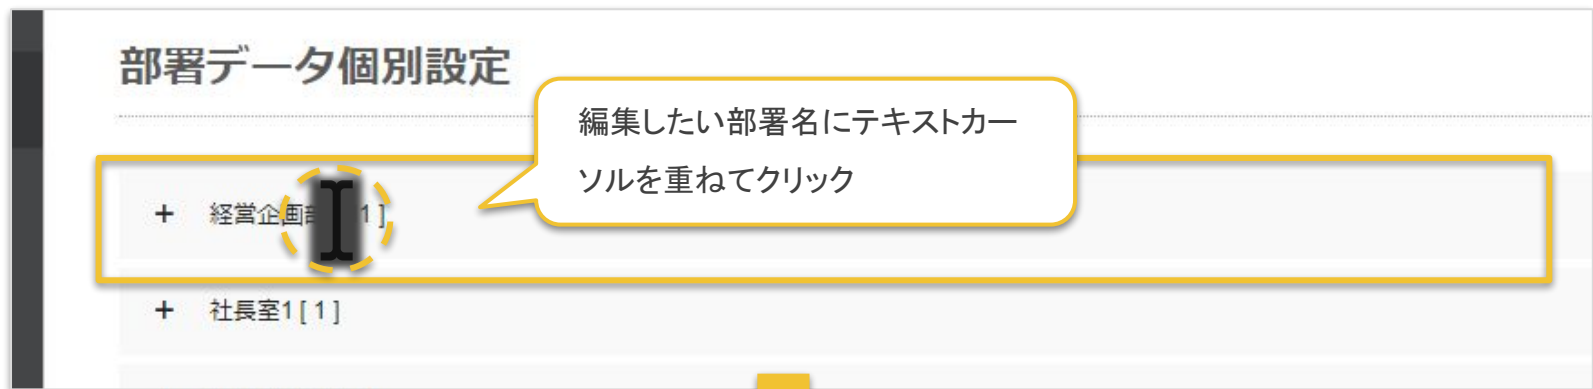 部署データ個別設定
編集したい部署名にテキストカー
ソルを重ねてクリック
+ 経営企画 1 ]
+ 社長室1 [ 1 ]